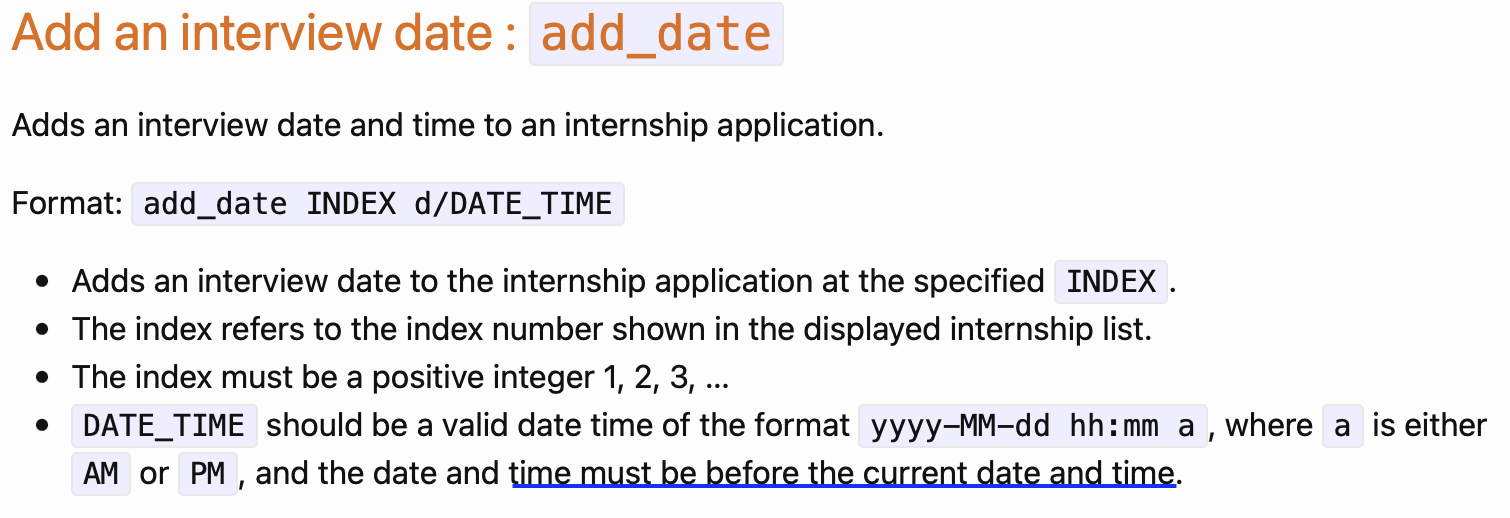 Add an interview date : add_date
Adds an interview date and time to an internship application.
Format: add_date INDEX d/DATE_TIME
• Adds an interview date to the internship application at the specified INDEX.
• The index refers to the index number shown in the displayed internship list.
• The index must be a positive integer 1, 2, 3, ...
• DATE_TIME should be a valid date time of the format yyyy-MM-dd hh:mm a, where a is either
AM or PM, and the date and time must be before the current date and time.